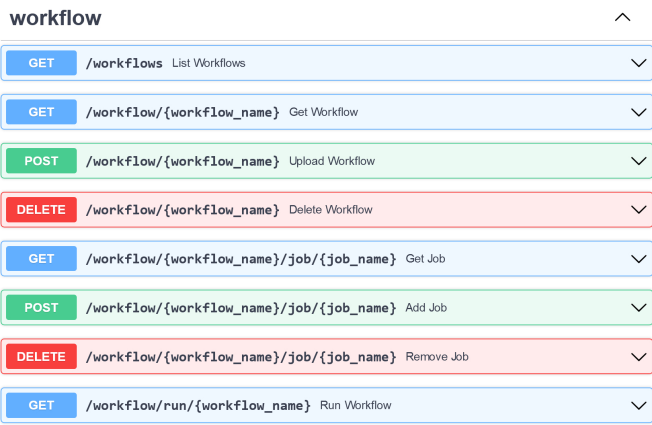 workflow
GET /workflows List Workflows
GET /workflow/{workflow_name} Get Workflow
POST /workflow/{workflow_name} Upload Workflow
DELETE /workflow/{workflow_name} Delete Workflow
GET /workflow/{workflow_name}/job/{job_name} Get Job
POST /workflow/{workflow_name}/job/{job_name} Add Job
DELETE /workflow/{workflow_name}/job/{job_name} Remove Job
GET /workflow/run/{workflow_name} Run Workflow